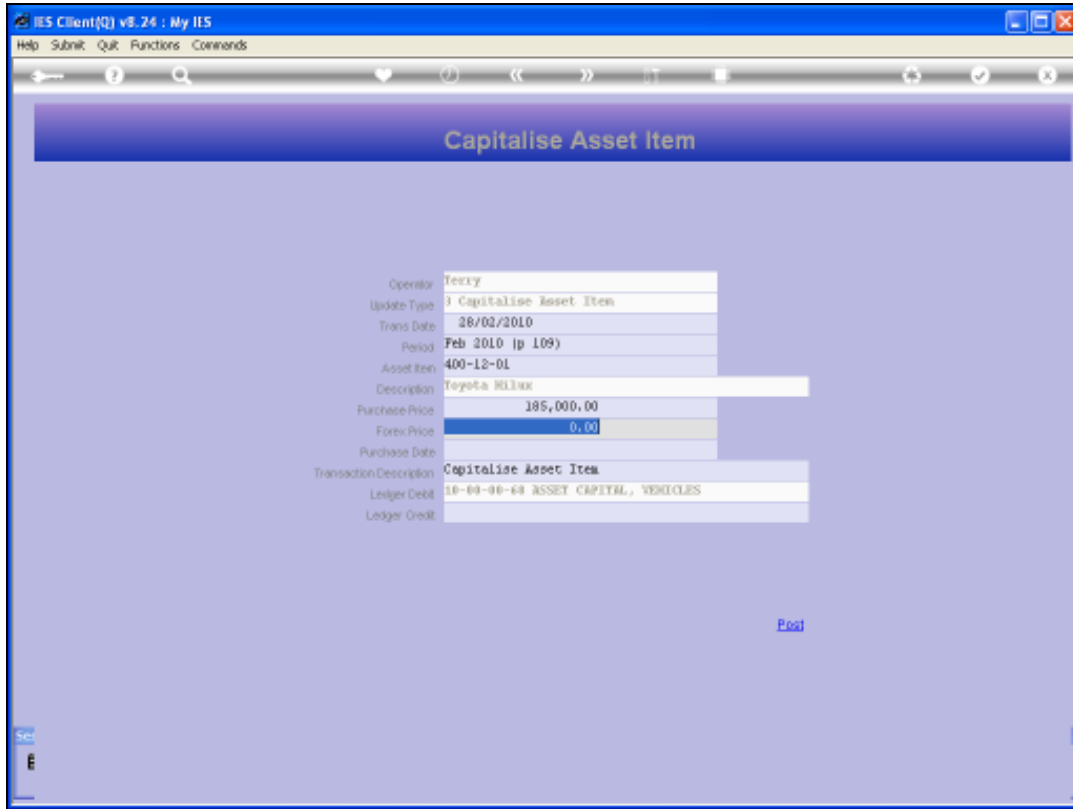 IES Client(Q) v8.24 : My IES
Help Submit Quit Functions Commands
Capitalise Asset Item
Operator Terry
Update Type 3 Capitalise Asset Item
Trans Date 28/02/2010
Period Feb 2010 (p 109)
Asset Item 400-12-01
Description Toyota Hilux
Purchase Price 185,000.00
Forex Price 0.00
Purchase Date
Transaction Description Capitalise Asset Item
Ledger Debit 10-00-00-60 ASSET CAPITAL, VEHICLES
Ledger Credit
Post
Ses